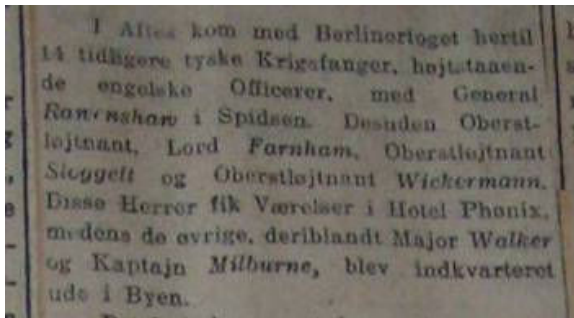 I Aftes kom med Berlinertoget hertil
14 tidligere tyske Krigsfanger, højtstaaen-
de engelske Officerer, med General
Rawenshaw i Spidsen. Desuden Oberst-
løjtnant, Lord Farnham, Oberstløjtnant
Sloggett og Oberstløjtnant Wickermann.
Disse Herrer fik Værelser i Hotel Phønix,
medens de øvrige, deriblandt Major Walker
og Kaptajn Milburne, blev indkvarteret
ude i Byen.